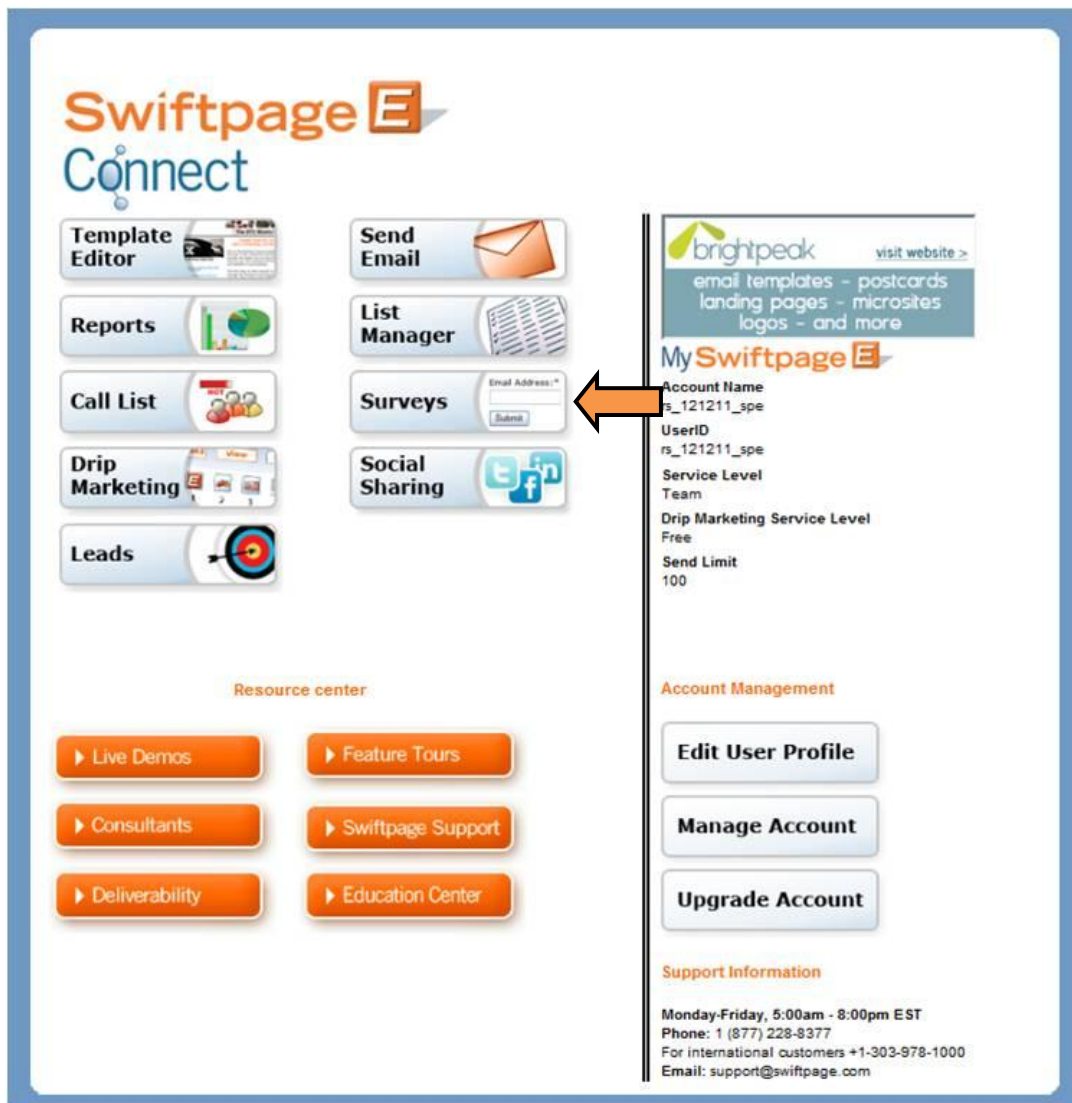 Swiftpage E
Connect
Template
Editor
Send
Email
Reports
List
Manager
Call List
HOT
Surveys
Email Address:*
Submit
Drip
Marketing
View
1 2 3
Social
Sharing
Leads
brightpeak
visit website >
email templates - postcards
landing pages - microsites
logos - and more
My Swiftpage E
Account Name
rs_121211_spe
UserID
rs_121211_spe
Service Level
Team
Drip Marketing Service Level
Free
Send Limit
100
Resource center
Live Demos
Feature Tours
Consultants
Swiftpage Support
Deliverability
Education Center
Account Management
Edit User Profile
Manage Account
Upgrade Account
Support Information
Monday-Friday, 5:00am - 8:00pm EST
Phone: 1 (877) 228-8377
For international customers +1-303-978-1000
Email: support@swiftpage.com